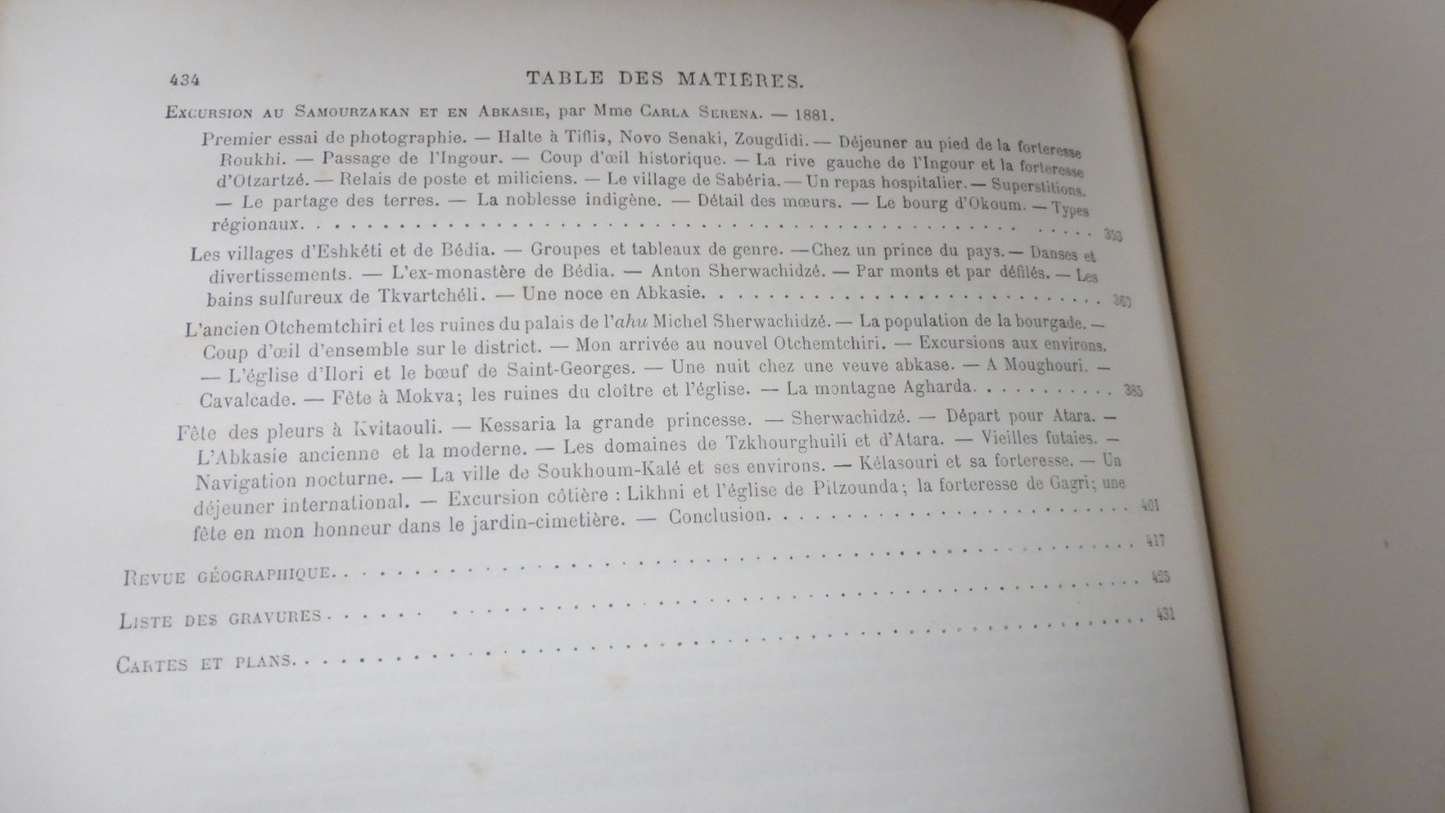 434 TABLE DES MATIÈRES.
EXCURSION AU SAMOURZAKAN ET EN ABKASIE, par Mme CARLA SERENA. — 1881.
Premier essai de photographie. — Halte à Tiflis, Novo Senaki, Zougdidi. — Déjeuner au pied de la forteresse
Roukhi. — Passage de l'Ingour. — Coup d'œil historique. — La rive gauche de l'Ingour et la forteresse
d'Otzartzé. — Relais de poste et miliciens. — Le village de Sabéria. — Un repas hospitalier. — Superstitions.
— Le partage des terres. — La noblesse indigène. — Détail des mœurs. — Le bourg d'Okoum. — Types
régionaux. . . . . . . . . . . . . . . . . . . . . . . . . . . . . . . . . . . . . . . . . .
Les villages d'Eshkéti et de Bédia. — Groupes et tableaux de genre. — Chez un prince du pays. — Danses et
divertissements. — L'ex-monastère de Bédia. — Anton Sherwachidzé. — Par monts et par défilés. — Les
bains sulfureux de Tkvartchéli. — Une noce en Abkasie. . . . . . . . . . . . . . . . . . . . . . . . .
L'ancien Otchemtchiri et les ruines du palais de l'ahu Michel Sherwachidzé. — La population de la bourgade. —
Coup d'œil d'ensemble sur le district. — Mon arrivée au nouvel Otchemtchiri. — Excursions aux environs.
— L'église d'Ilori et le bœuf de Saint-Georges. — Une nuit chez une veuve abkase. — A Moughouri. —
Cavalcade. — Fête à Mokva; les ruines du cloître et l'église. — La montagne Agharda. . . . . . . . . . . 385
Fête des pleurs à Kvitaouli. — Kessaria la grande princesse. — Sherwachidzé. — Départ pour Atara. —
L'Abkasie ancienne et la moderne. — Les domaines de Tzkhourghuili et d'Atara. — Vieilles futaies. —
Navigation nocturne. — La ville de Soukhoum-Kalé et ses environs. — Kélasouri et sa forteresse. — Un
déjeuner international. — Excursion côtière : Likhni et l'église de Pitzounda; la forteresse de Gagri; une
fête en mon honneur dans le jardin-cimetière. — Conclusion. . . . . . . . . . . . . . . . . . . . . . 401
REVUE GÉOGRAPHIQUE. . . . . . . . . . . . . . . . . . . . . . . . . . . . . . . . . . . . . . . . 417
LISTE DES GRAVURES . . . . . . . . . . . . . . . . . . . . . . . . . . . . . . . . . . . . . . . . 425
CARTES ET PLANS. . . . . . . . . . . . . . . . . . . . . . . . . . . . . . . . . . . . . . . . . . 431